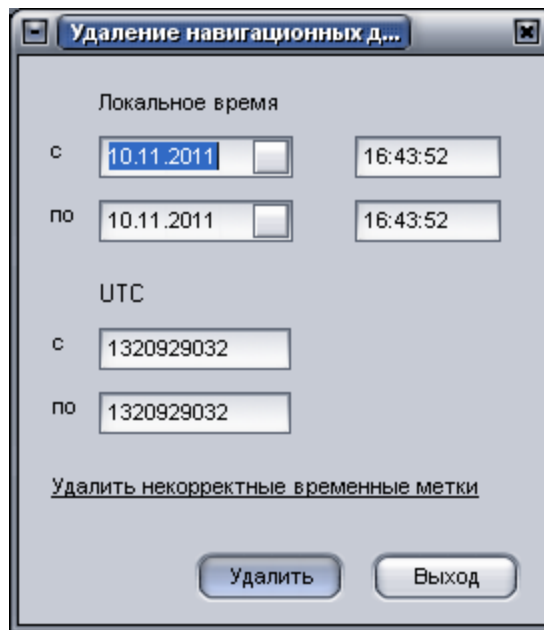 Удаление навигационных д...
Локальное время
с 10.11.2011 16:43:52
по 10.11.2011 16:43:52
UTC
с 1320929032
по 1320929032
Удалить некорректные временные метки
Удалить Выход